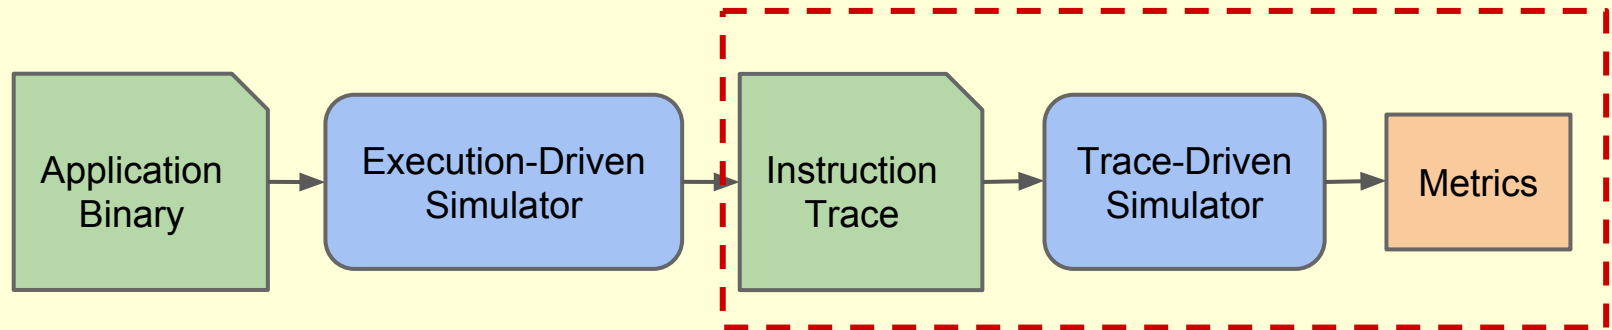 Application
Binary
Execution-Driven
Simulator
Instruction
Trace
Trace-Driven
Simulator
Metrics